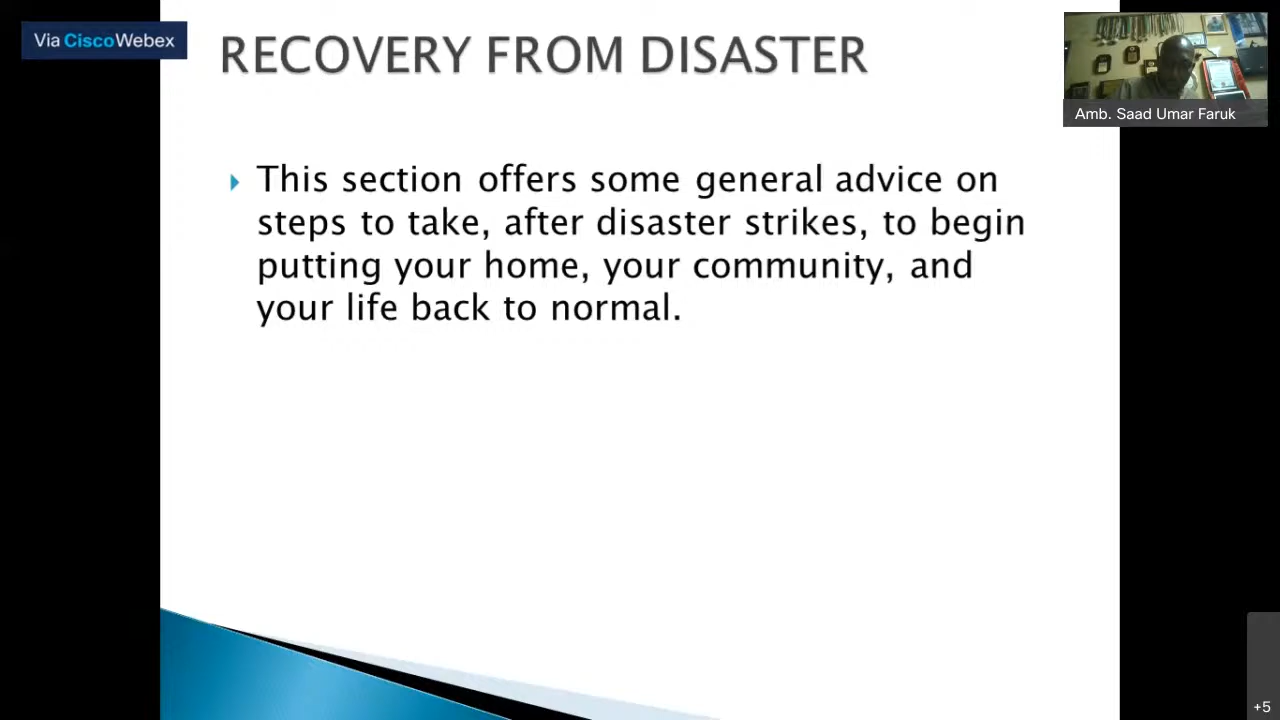 Via CiscoWebex
RECOVERY FROM DISASTER
Amb. Saad Umar Faruk
This section offers some general advice on
steps to take, after disaster strikes, to begin
putting your home, your community, and
your life back to normal.
+5